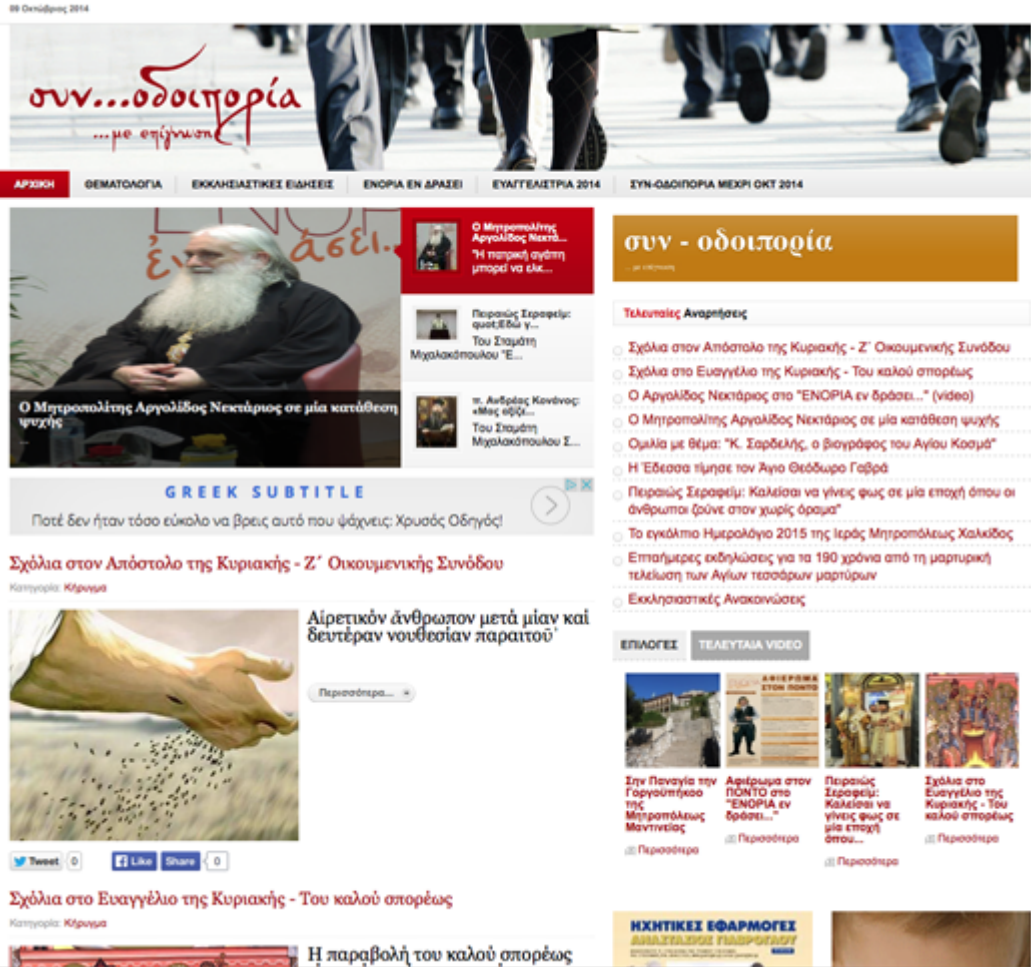 09 Οκτώβριος 2014
συν...οδοιπορία
...με επίγνωση
ΑΡΧΙΚΗ ΘΕΜΑΤΟΛΟΓΙΑ ΕΚΚΛΗΣΙΑΣΤΙΚΕΣ ΕΙΔΗΣΕΙΣ ΕΝΟΡΙΑ ΕΝ ΔΡΑΣΕΙ ΕΥΑΓΓΕΛΙΣΤΡΙΑ 2014 ΣΥΝ-ΟΔΟΙΠΟΡΙΑ ΜΕΧΡΙ ΟΚΤ 2014
Ο Μητροπολίτης Αργολίδος Νεκτάριος σε μία κατάθεση
ψυχής
Ο Μητροπολίτης
Αργολίδος Νεκτά...
"Η πατρική αγάπη
μπορεί να ελκ...
Πειραιώς Σεραφείμ:
quot;Εδώ γ...
Του Σταμάτη
Μιχαλακόπουλου "Ε...
π. Ανδρέας Κονάνος:
«Μας αξίζ...
Του Σταμάτη
Μιχαλακόπουλου Σ...
GREEK SUBTITLE
Ποτέ δεν ήταν τόσο εύκολο να βρεις αυτό που ψάχνεις: Χρυσός Οδηγός!
Σχόλια στον Απόστολο της Κυριακής - Ζ΄ Οικουμενικής Συνόδου
Κατηγορία: Κήρυγμα
Αἱρετικὸν ἄνθρωπον μετὰ μίαν καὶ
δευτέραν νουθεσίαν παραιτοῦ
Περισσότερα...
Tweet 0 Like Share 0
Σχόλια στο Ευαγγέλιο της Κυριακής - Του καλού σπορέως
Κατηγορία: Κήρυγμα
Η παραβολή του καλού σπορέως
συν - οδοιπορία
... με επίγνωση
Τελευταίες Αναρτήσεις
Σχόλια στον Απόστολο της Κυριακής - Ζ΄ Οικουμενικής Συνόδου
Σχόλια στο Ευαγγέλιο της Κυριακής - Του καλού σπορέως
Ο Αργολίδος Νεκτάριος στο "ΕΝΟΡΙΑ εν δράσει..." (video)
Ο Μητροπολίτης Αργολίδος Νεκτάριος σε μία κατάθεση ψυχής
Ομιλία με θέμα: "Κ. Σαρδελής, ο βιογράφος του Αγίου Κοσμά"
Η Έδεσσα τίμησε τον Άγιο Θεόδωρο Γαβρά
Πειραιώς Σεραφείμ: Καλείσαι να γίνεις φως σε μία εποχή όπου οι
άνθρωποι ζούνε στον χωρίς όραμα"
Το εγκόλπιο Ημερολόγιο 2015 της Ιεράς Μητροπόλεως Χαλκίδος
Επταήμερες εκδηλώσεις για τα 190 χρόνια από τη μαρτυρική
τελείωση των Αγίων τεσσάρων μαρτύρων
Εκκλησιαστικές Ανακοινώσεις
ΕΠΙΛΟΓΕΣ ΤΕΛΕΥΤΑΙΑ VIDEO
ΑΦΙΕΡΩΜΑ
ΣΤΟΝ ΠΟΝΤΟ
Στην Παναγία την
Γοργοϋπήκοο
της
Μητροπόλεως
Μαντινείας
Περισσότερα
Αφιέρωμα στον
ΠΟΝΤΟ στο
"ΕΝΟΡΙΑ εν
δράσει..."
Περισσότερα
Πειραιώς
Σεραφείμ:
Καλείσαι να
γίνεις φως σε
μία εποχή
όπου...
Περισσότερα
Σχόλια στο
Ευαγγέλιο της
Κυριακής - Του
καλού σπορέως
Περισσότερα
ΗΧΗΤΙΚΕΣ ΕΦΑΡΜΟΓΕΣ